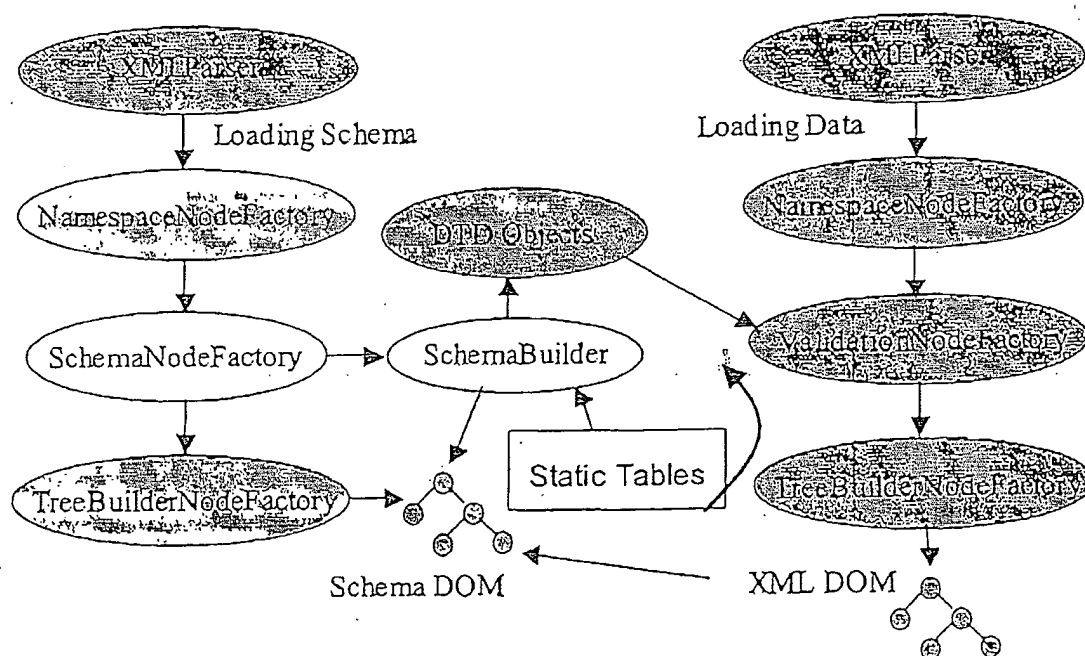 XMLParser
XMLParser
Loading Schema
Loading Data
NamespaceNodeFactory
NamespaceNodeFactory
DTD Objects
SchemaNodeFactory
SchemaBuilder
ValidationNodeFactory
Static Tables
TreeBuilderNodeFactory
TreeBuilderNodeFactory
Schema DOM
XML DOM